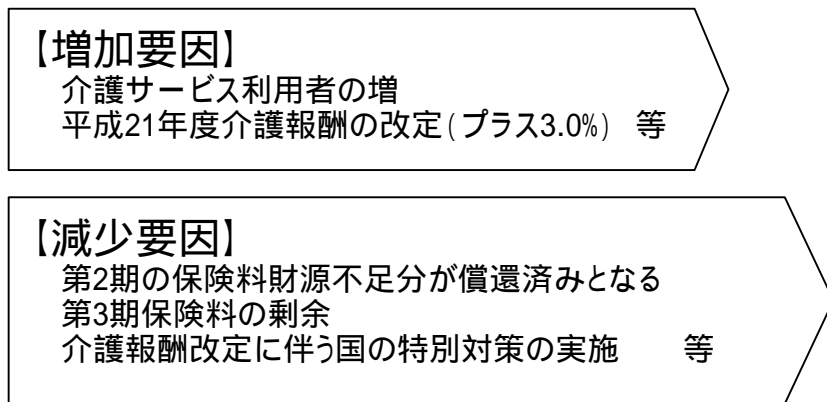 【増加要因】
介護サービス利用者の増
平成21年度介護報酬の改定(プラス3.0%) 等
【減少要因】
第2期の保険料財源不足分が償還済みとなる
第3期保険料の剰余
介護報酬改定に伴う国の特別対策の実施 等